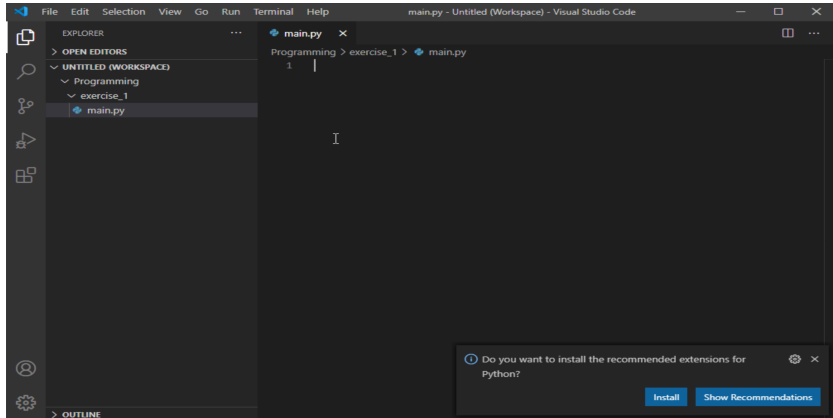 File Edit Selection View Go Run Terminal Help
main.py - Untitled (Workspace) - Visual Studio Code
EXPLORER
···
main.py
OPEN EDITORS
Programming > exercise_1 > main.py
UNTITLED (WORKSPACE)
1
Programming
exercise_1
main.py
Do you want to install the recommended extensions for
Python?
Install Show Recommendations
OUTLINE